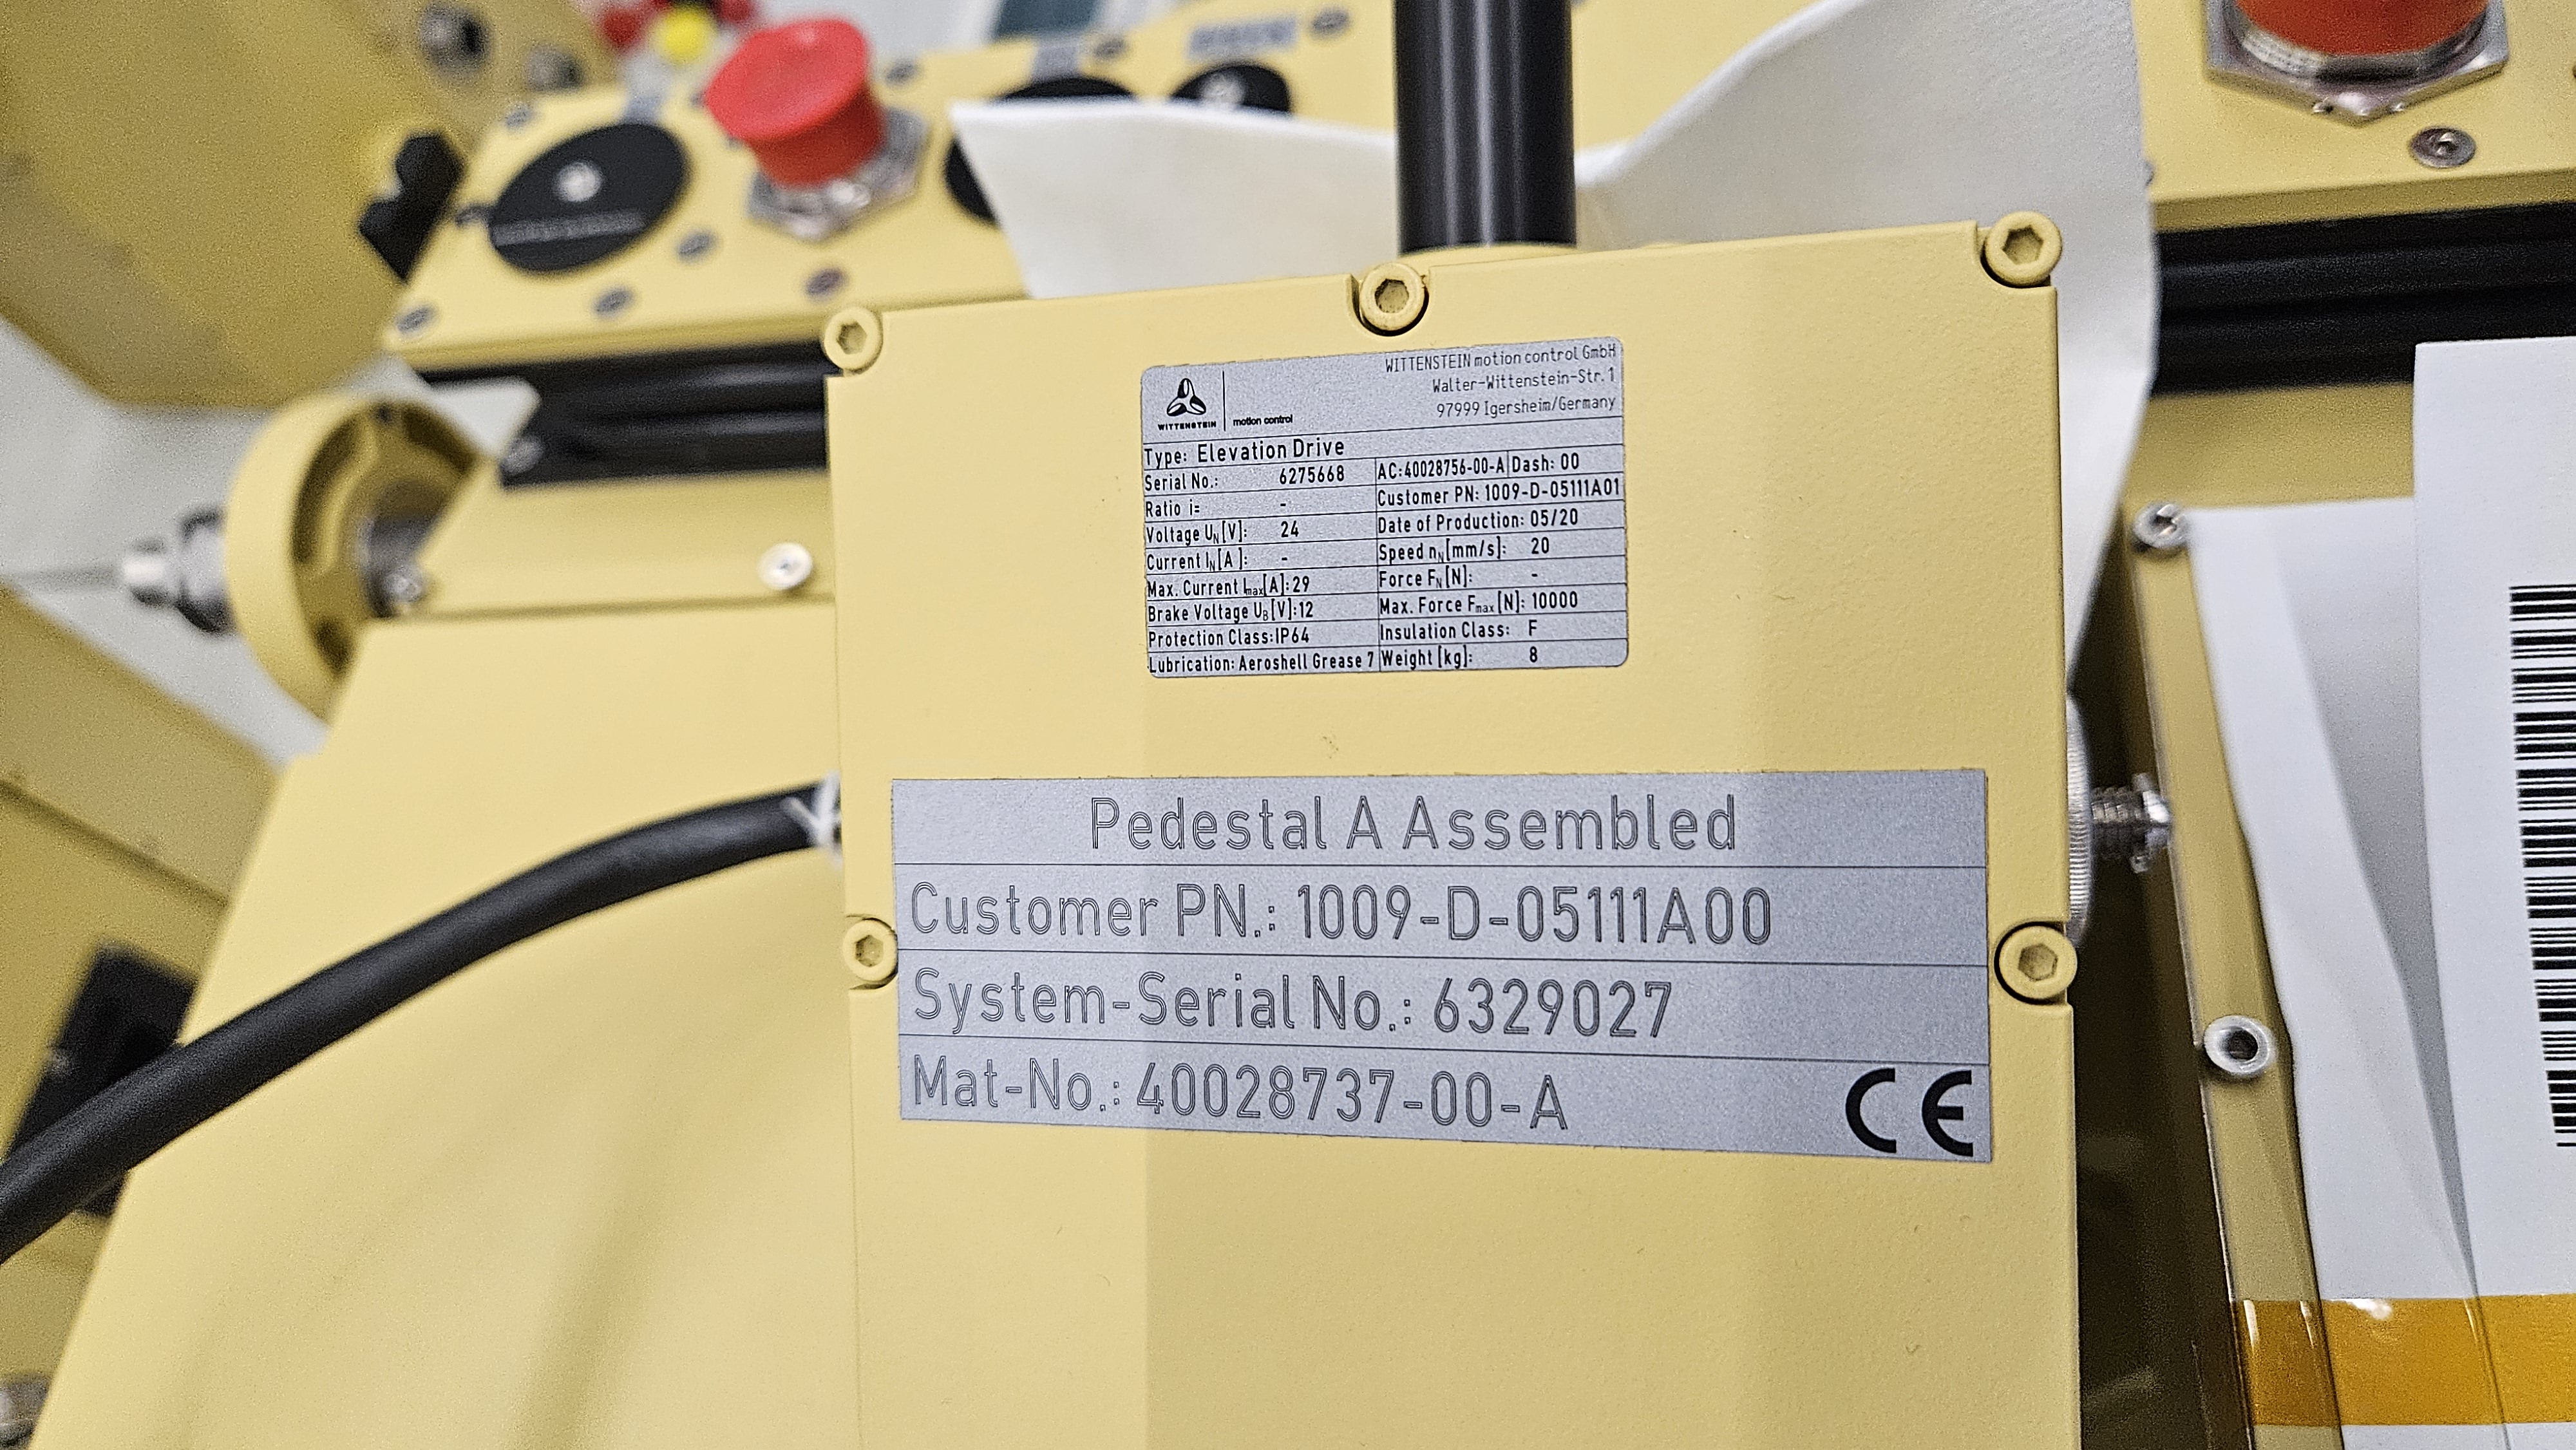 WITTENSTEIN motion control
WITTENSTEIN motion control GmbH
Walter-Wittenstein-Str. 1
97999 Igersheim/Germany
Type: Elevation Drive
Serial No.: 6275668 AC:40028756-00-A Dash: 00
Ratio i= - Customer PN: 1009-D-05111A01
Voltage UN[V]: 24 Date of Production: 05/20
Current IN[A]: - Speed nN[mm/s]: 20
Max. Current Imax[A]: 29 Force FN[N]: -
Brake Voltage UB[V]: 12 Max. Force Fmax[N]: 10000
Protection Class: IP64 Insulation Class: F
Lubrication: Aeroshell Grease 7 Weight [kg]: 8
Pedestal A Assembled
Customer PN.: 1009-D-05111A00
System-Serial No.: 6329027
Mat-No.: 40028737-00-A CE